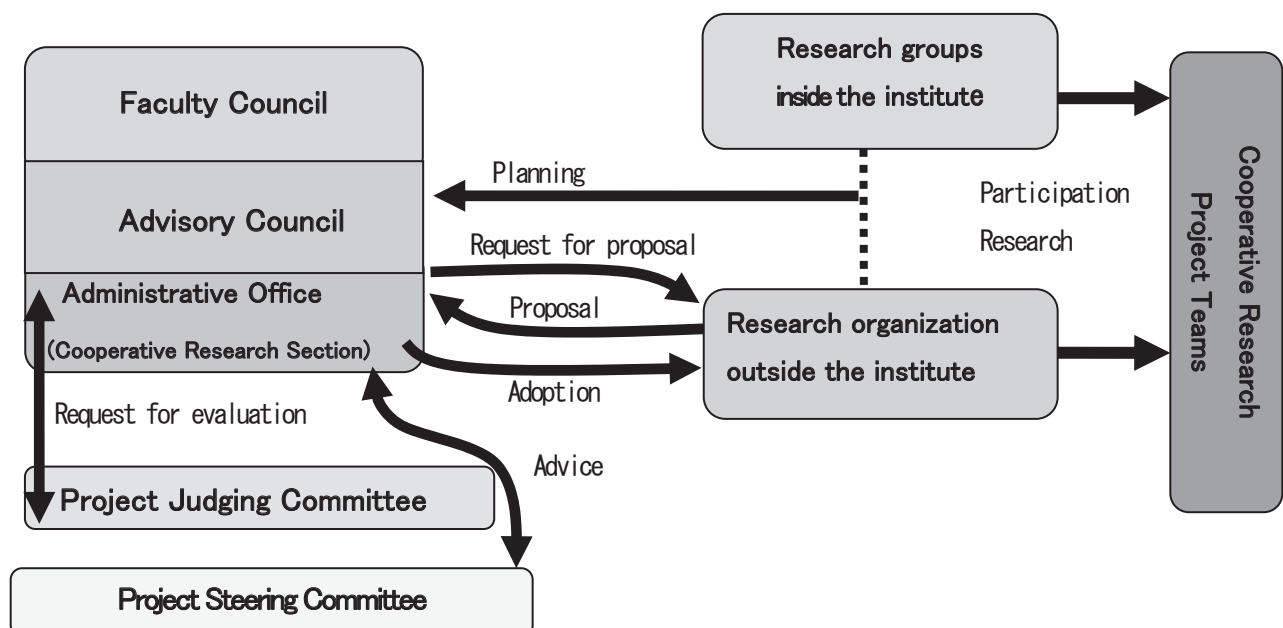 Faculty Council
Advisory Council
Administrative Office
(Cooperative Research Section)
Request for evaluation
Project Judging Committee
Project Steering Committee
Planning
Request for proposal
Proposal
Adoption
Advice
Research groups
inside the institute
Participation
Research
Research organization
outside the institute
Cooperative Research
Project Teams